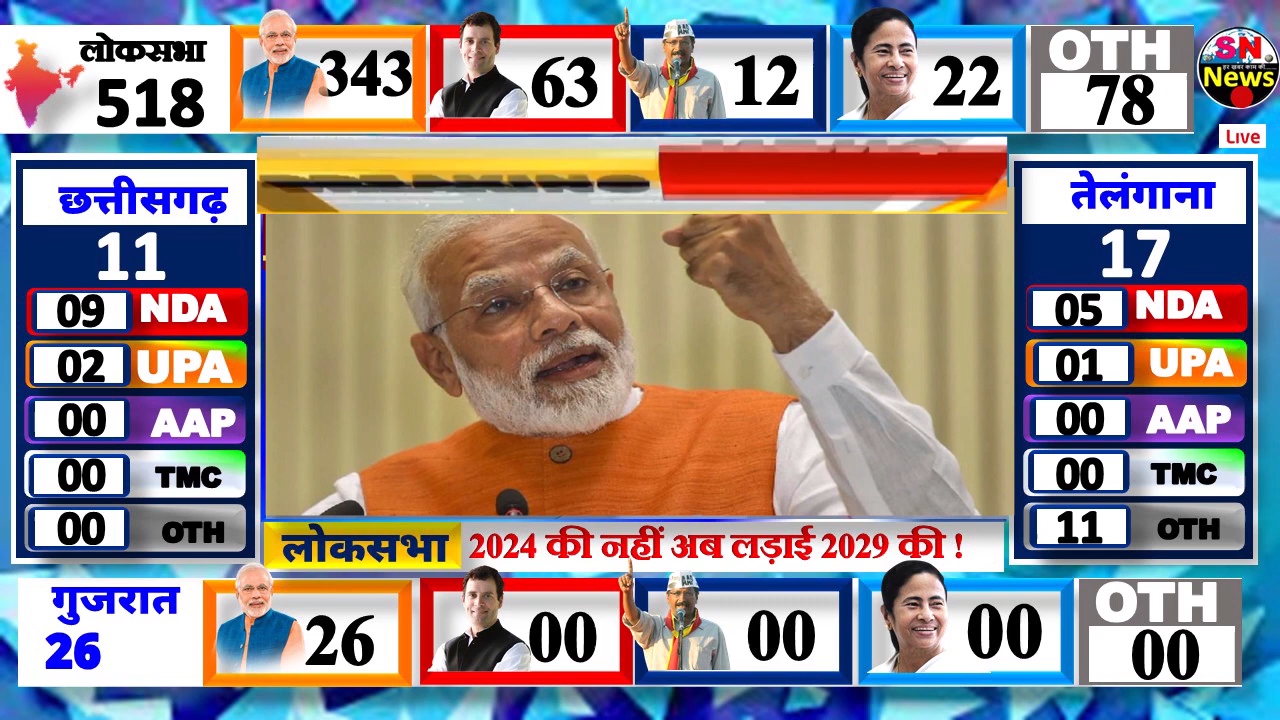 लोकसभा
518
343
63
12
22
OTH
78
SN
हर खबर काम की
News
Live
छत्तीसगढ़
11
09 NDA
02 UPA
00 AAP
00 TMC
00 OTH
तेलंगाना
17
05 NDA
01 UPA
00 AAP
00 TMC
11 OTH
लोकसभा 2024 की नहीं अब लड़ाई 2029 की !
गुजरात
26
26
00
00
00
OTH
00